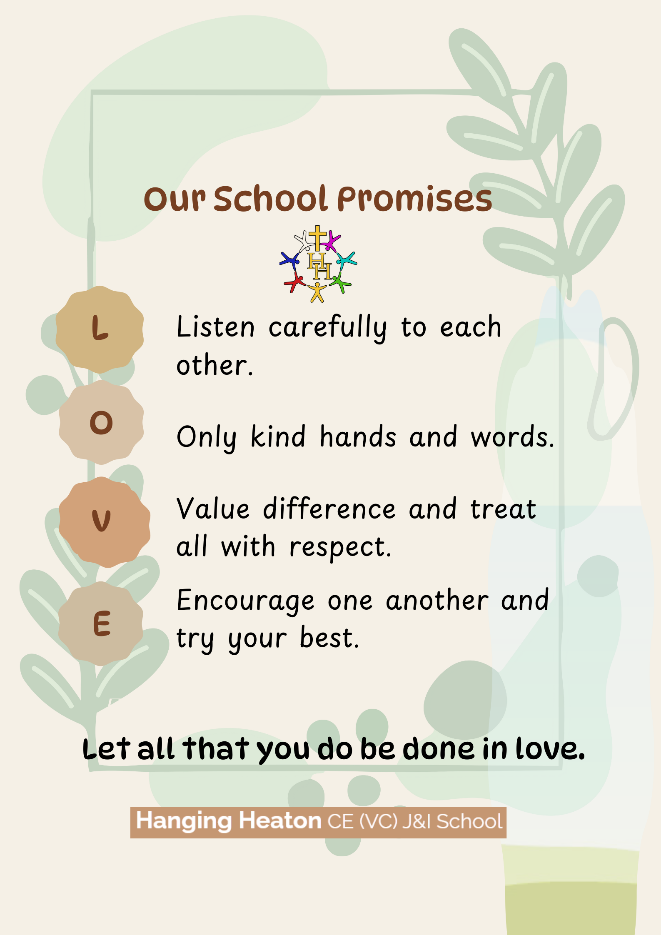 Our School Promises
H
H
L
Listen carefully to each
other.
O
Only kind hands and words.
V
Value difference and treat
all with respect.
E
Encourage one another and
try your best.
Let all that you do be done in love.
Hanging Heaton CE (VC) J&I School